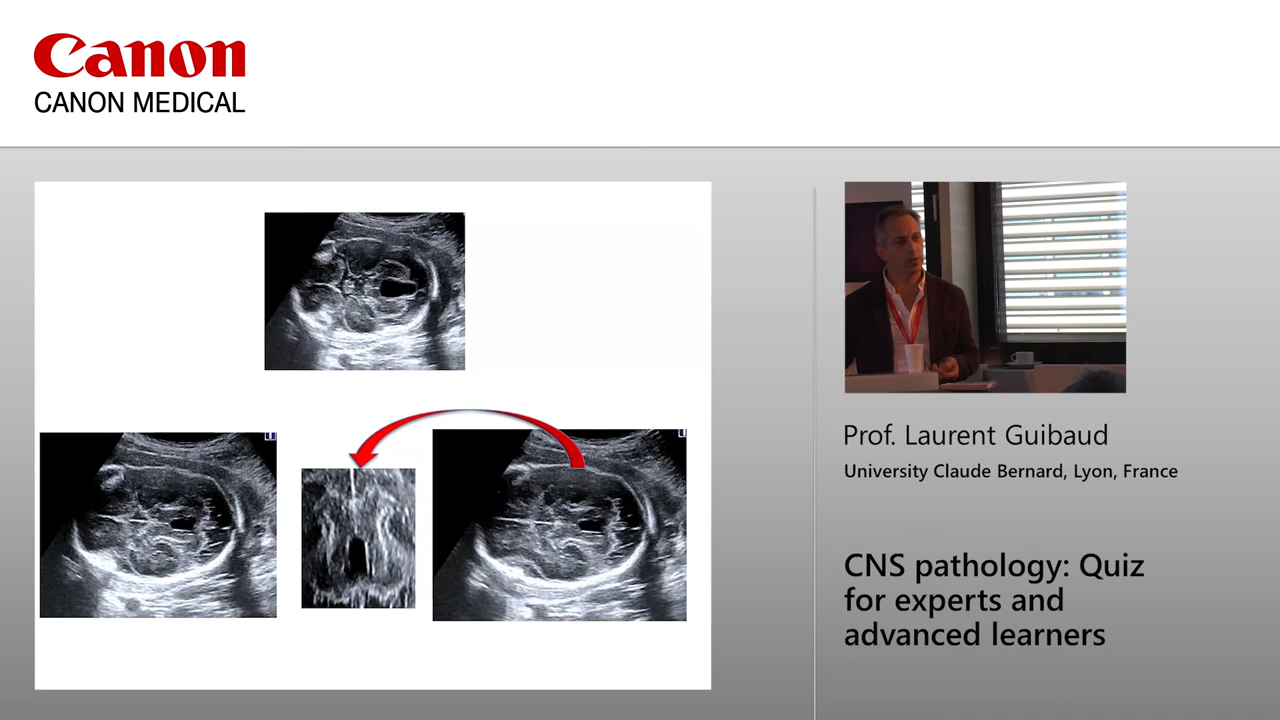 Canon
CANON MEDICAL
Prof. Laurent Guibaud
University Claude Bernard, Lyon, France
CNS pathology: Quiz
for experts and
advanced learners